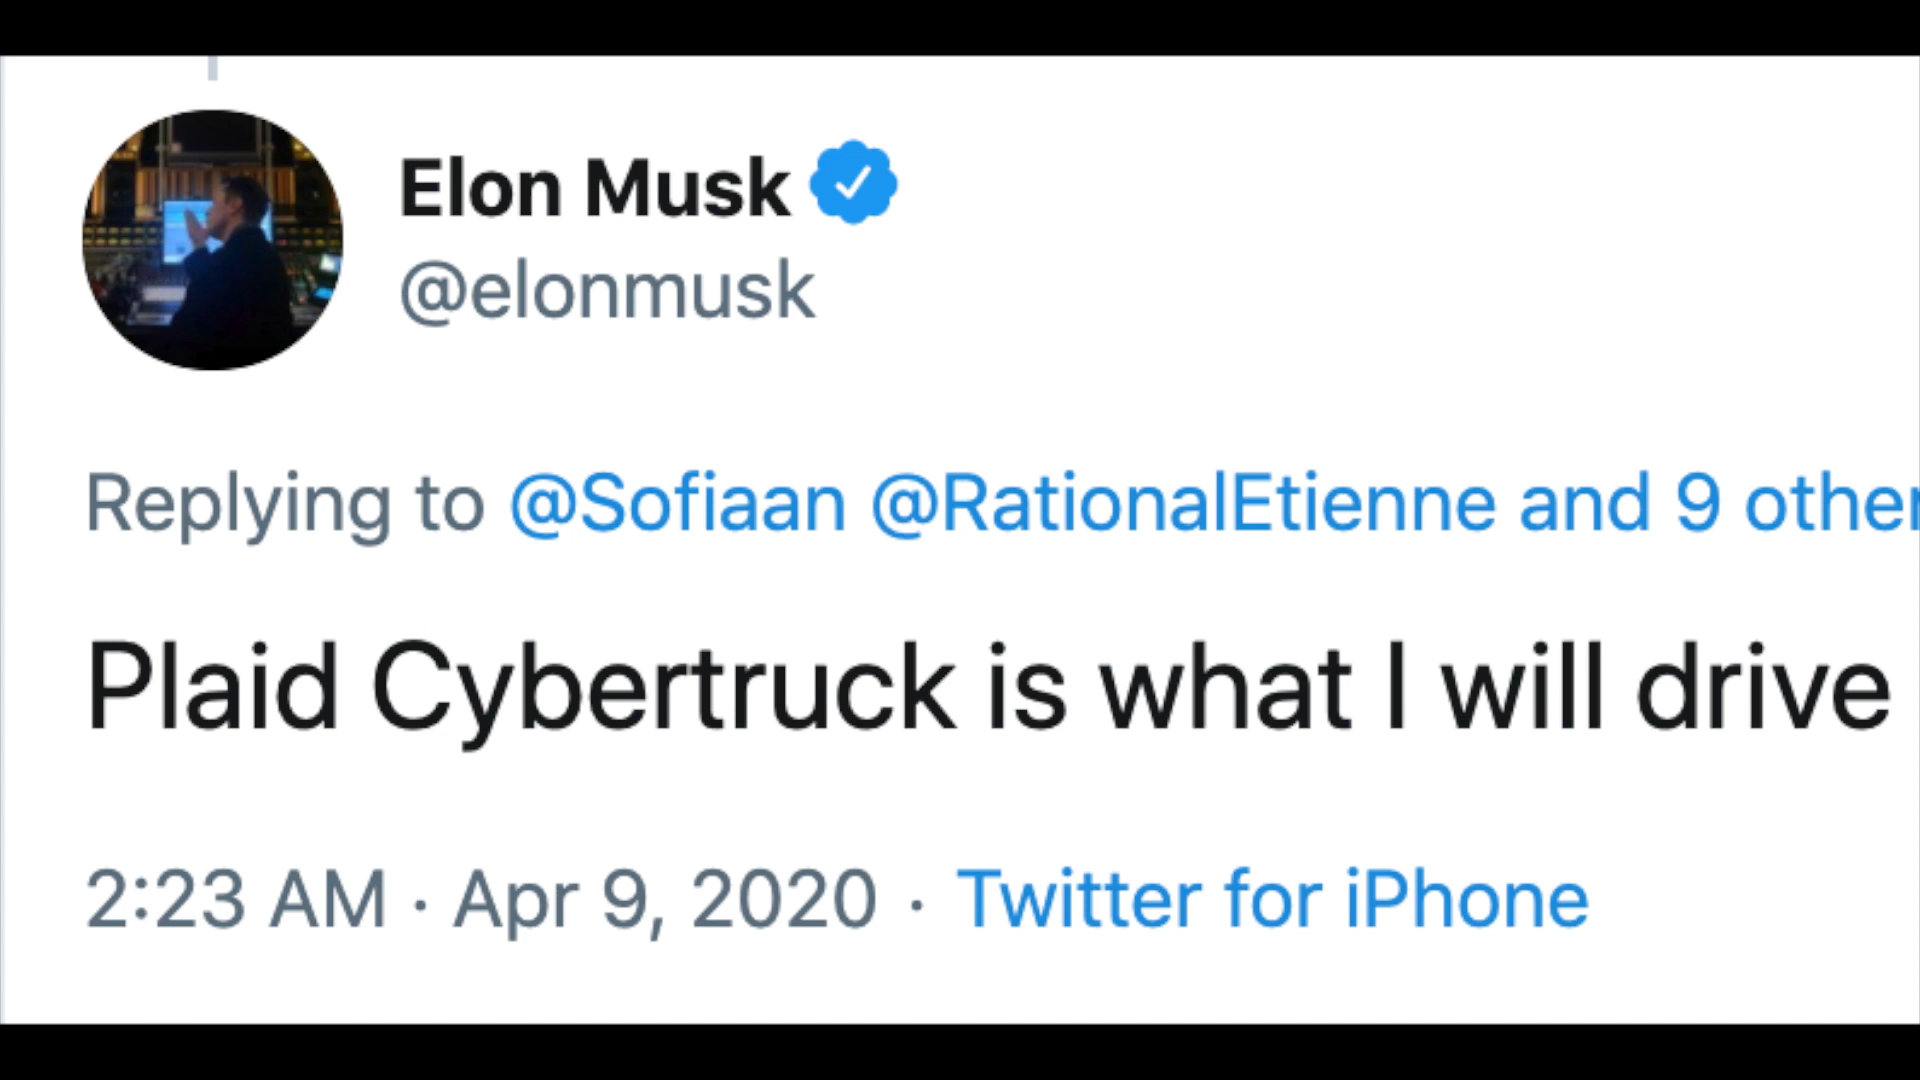 Elon Musk
@elonmusk
Replying to @Sofiaan @RationalEtienne and 9 other
Plaid Cybertruck is what I will drive
2:23 AM · Apr 9, 2020 · Twitter for iPhone